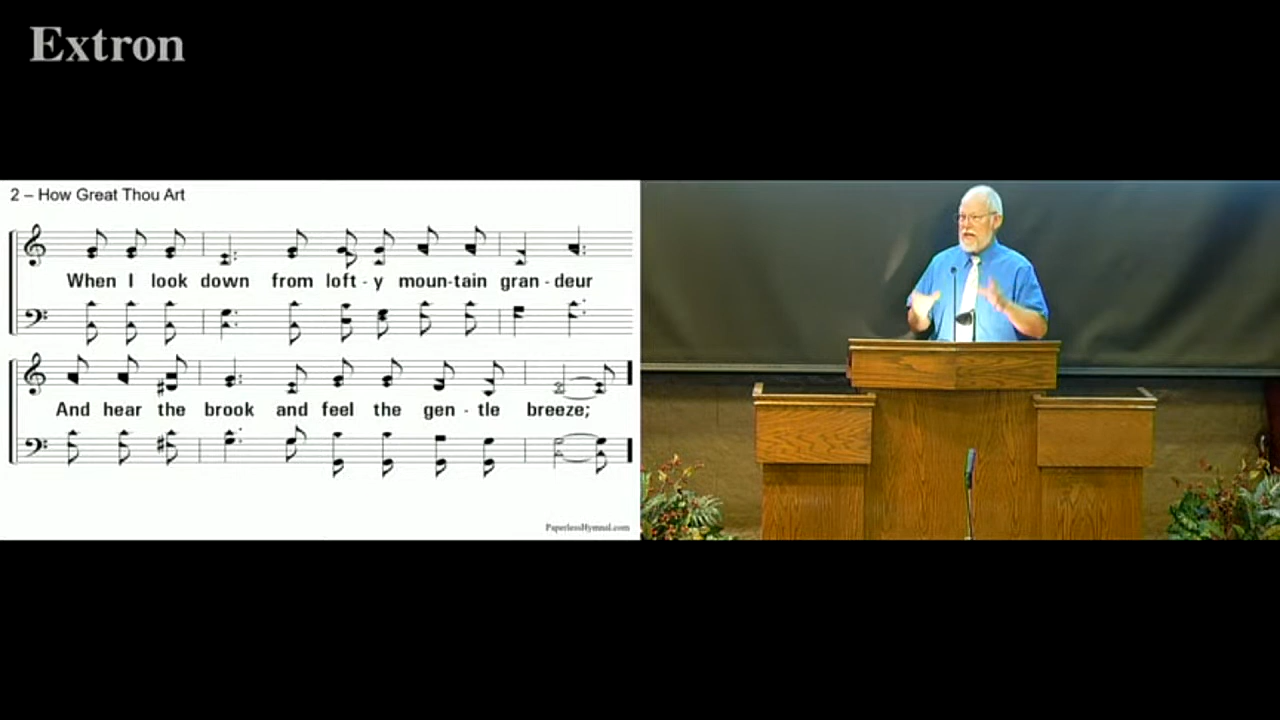 Extron
2 – How Great Thou Art
When I look down from loft - y moun - tain gran - deur
And hear the brook and feel the gen - tle breeze;
PaperlessHymnal.com